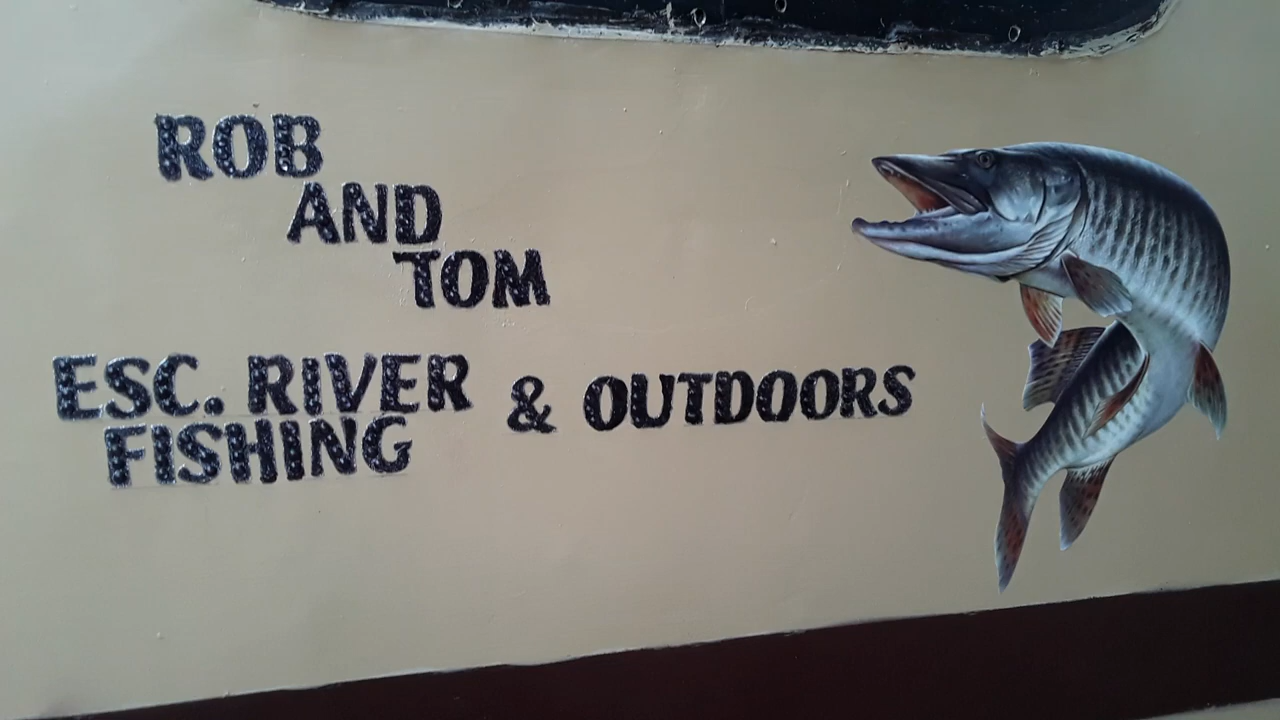 ROB
AND
TOM
ESC. RIVER & OUTDOORS
FISHING